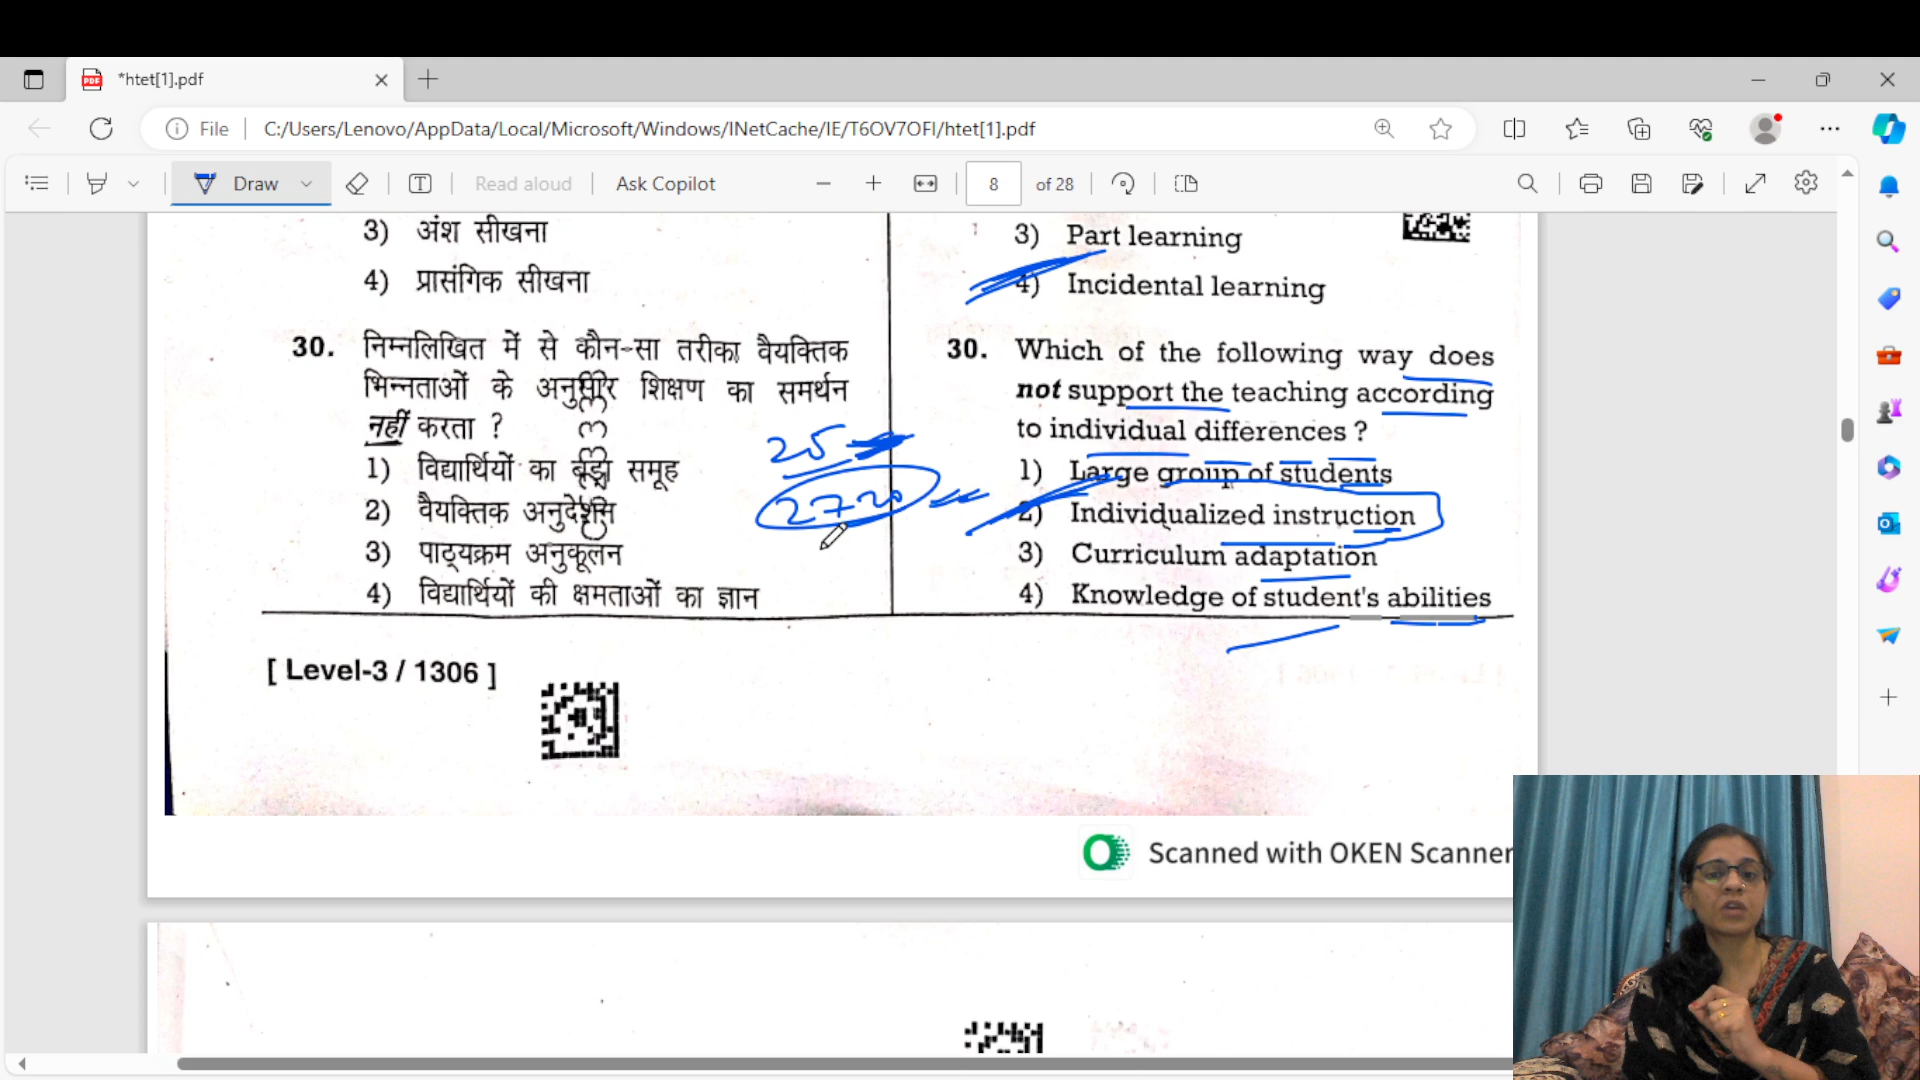 *htet[1].pdf
File
C:/Users/Lenovo/AppData/Local/Microsoft/Windows/INetCache/IE/T6OV7OFI/htet[1].pdf
Draw
Read aloud
Ask Copilot
8
of 28
3) अंश सीखना
4) प्रासंगिक सीखना
30. निम्नलिखित में से कौन-सा तरीका वैयक्तिक
भिन्नताओं के अनुसार शिक्षण का समर्थन
नहीं करता ?
1) विद्यार्थियों का बड़ा समूह
2) वैयक्तिक अनुदेशन
3) पाठ्यक्रम अनुकूलन
4) विद्यार्थियों की क्षमताओं का ज्ञान
25
2720
3) Part learning
4) Incidental learning
30. Which of the following way does
not support the teaching according
to individual differences ?
1) Large group of students
2) Individualized instruction
3) Curriculum adaptation
4) Knowledge of student's abilities
[ Level-3 / 1306 ]
Scanned with OKEN Scanner